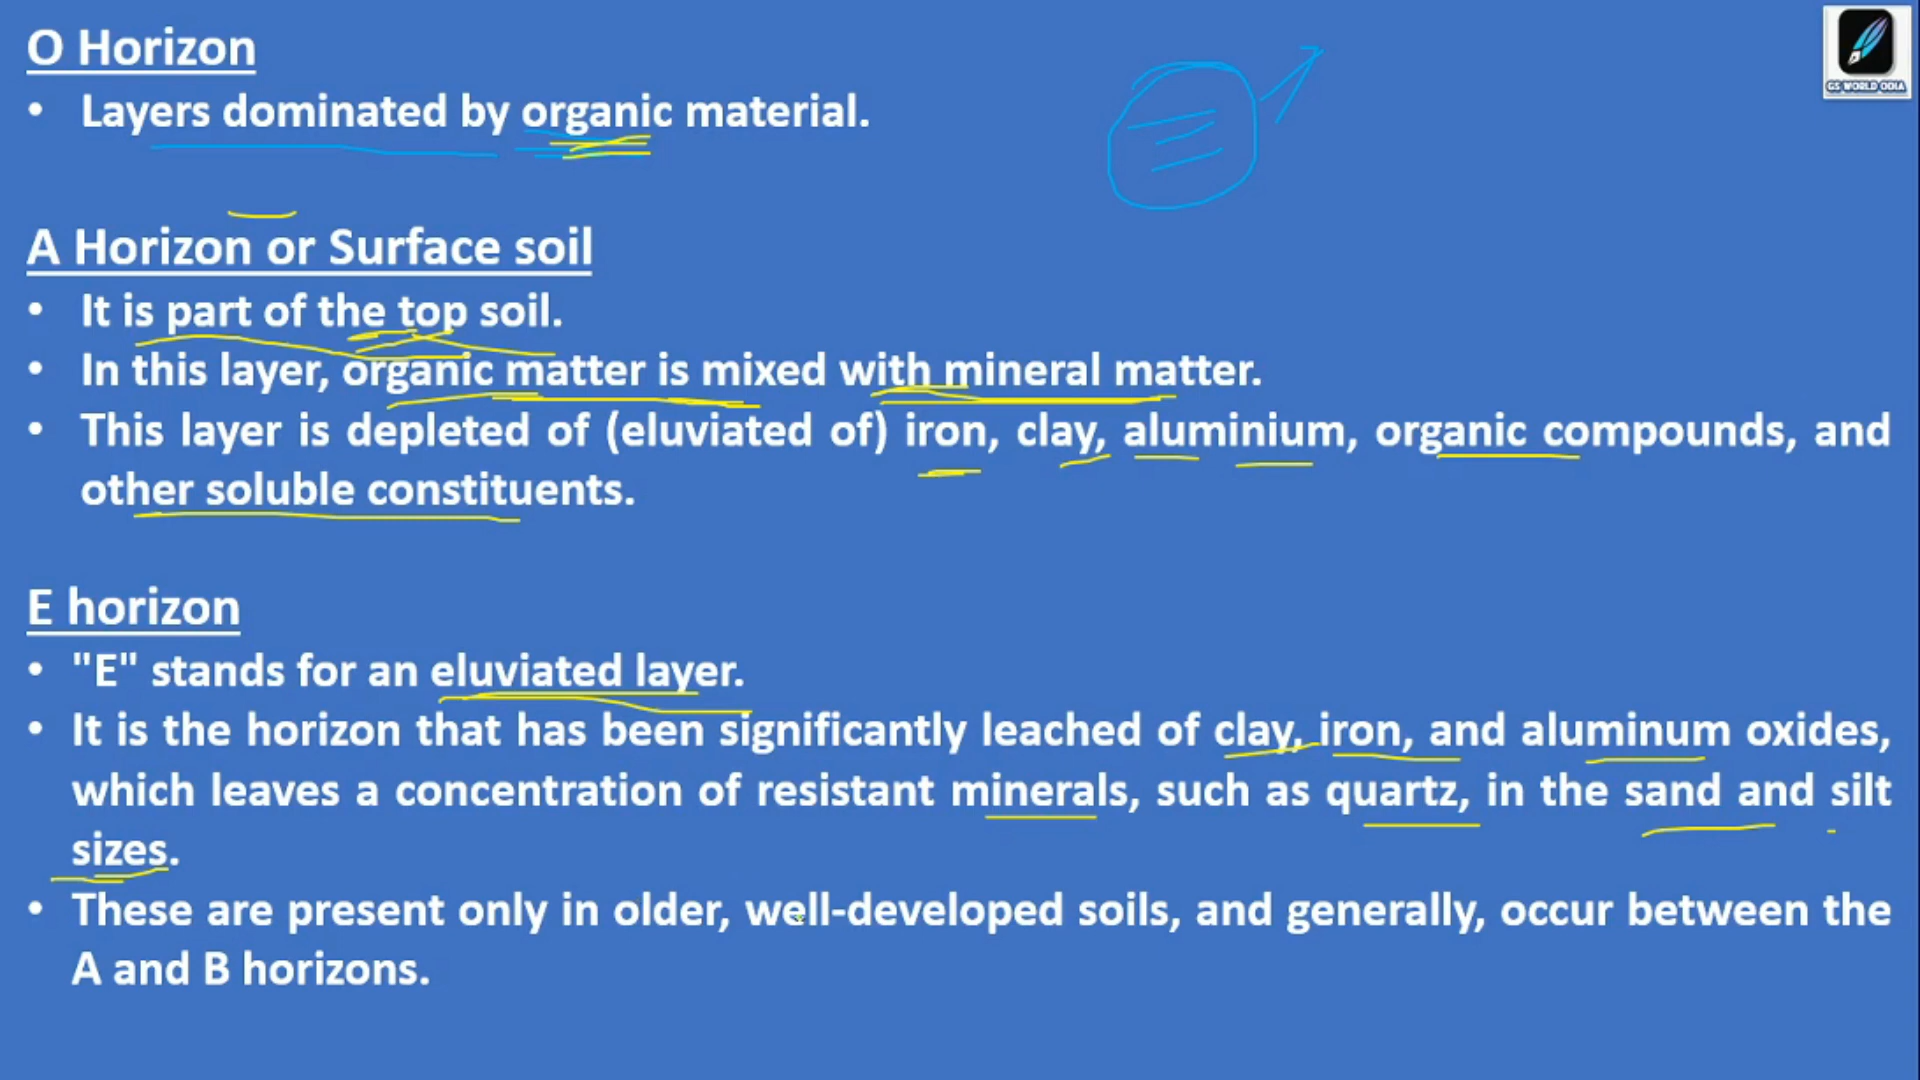 O Horizon
• Layers dominated by organic material.
A Horizon or Surface soil
• It is part of the top soil.
• In this layer, organic matter is mixed with mineral matter.
• This layer is depleted of (eluviated of) iron, clay, aluminium, organic compounds, and
other soluble constituents.
E horizon
• "E" stands for an eluviated layer.
• It is the horizon that has been significantly leached of clay, iron, and aluminum oxides,
which leaves a concentration of resistant minerals, such as quartz, in the sand and silt
sizes.
• These are present only in older, well-developed soils, and generally, occur between the
A and B horizons.
GS WORLD ODIA